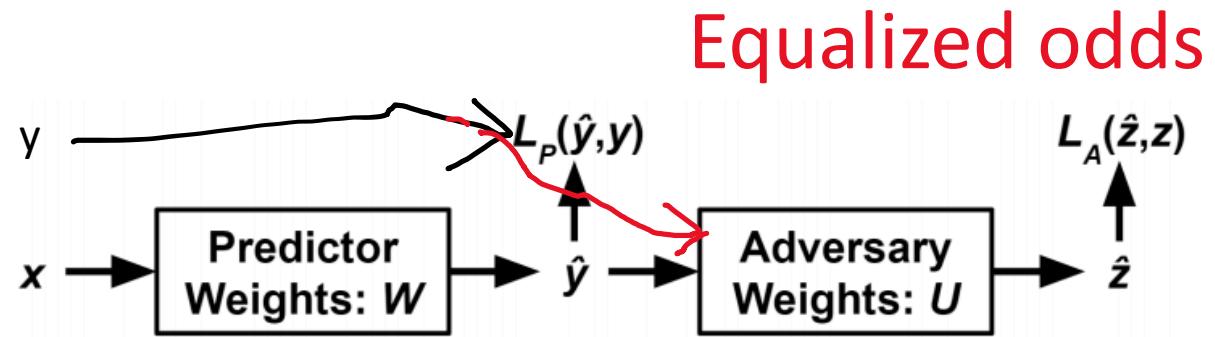 Equalized odds
y
L_P(ŷ,y)
L_A(ẑ,z)
x
Predictor
Weights: W
ŷ
Adversary
Weights: U
ẑ